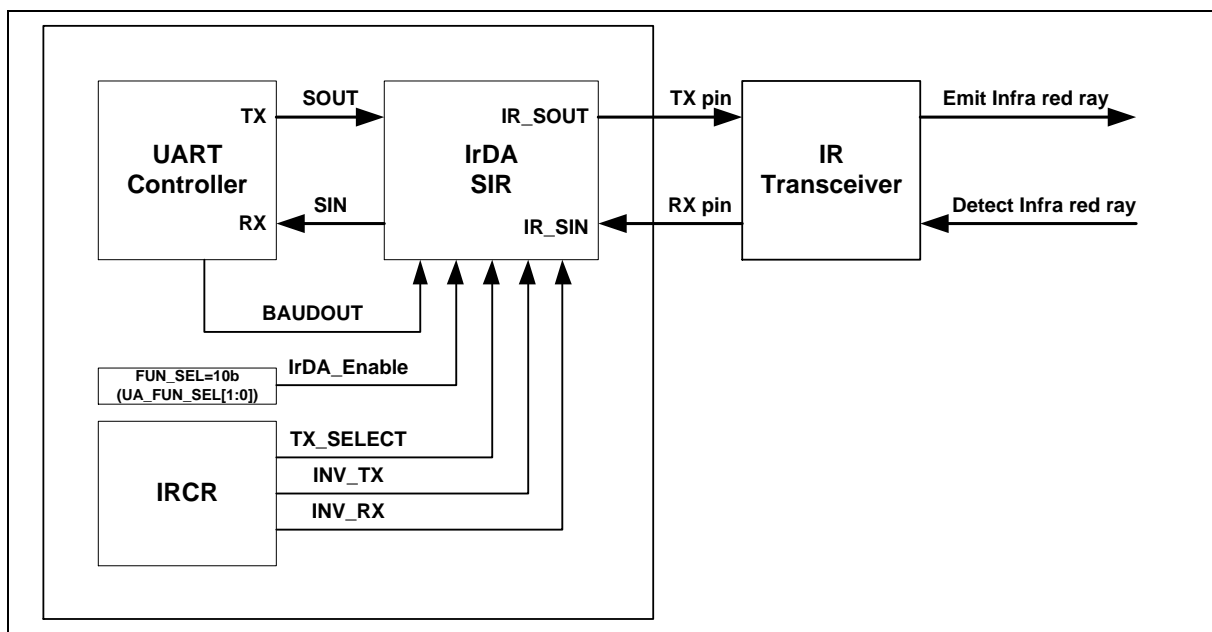 SOUT
TX
UART
Controller
SIN
RX
IR_SOUT
IrDA
SIR
IR_SIN
TX pin
RX pin
IR
Transceiver
Emit Infra red ray
Detect Infra red ray
BAUDOUT
FUN_SEL=10b
(UA_FUN_SEL[1:0])
IrDA_Enable
IRCR
TX_SELECT
INV_TX
INV_RX